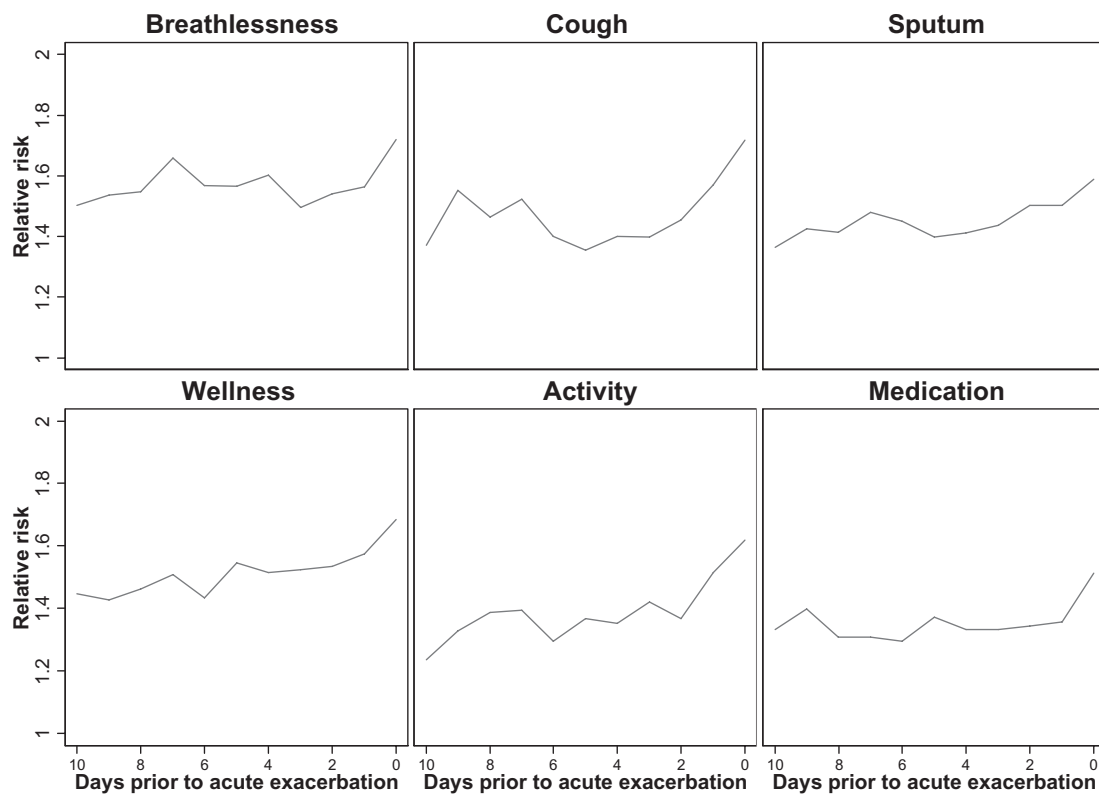 Breathlessness Cough Sputum
Relative risk
2
1.8
1.6
1.4
1.2
1
Wellness Activity Medication
Relative risk
2
1.8
1.6
1.4
1.2
1
10 8 6 4 2 0 10 8 6 4 2 0 10 8 6 4 2 0
Days prior to acute exacerbation Days prior to acute exacerbation Days prior to acute exacerbation